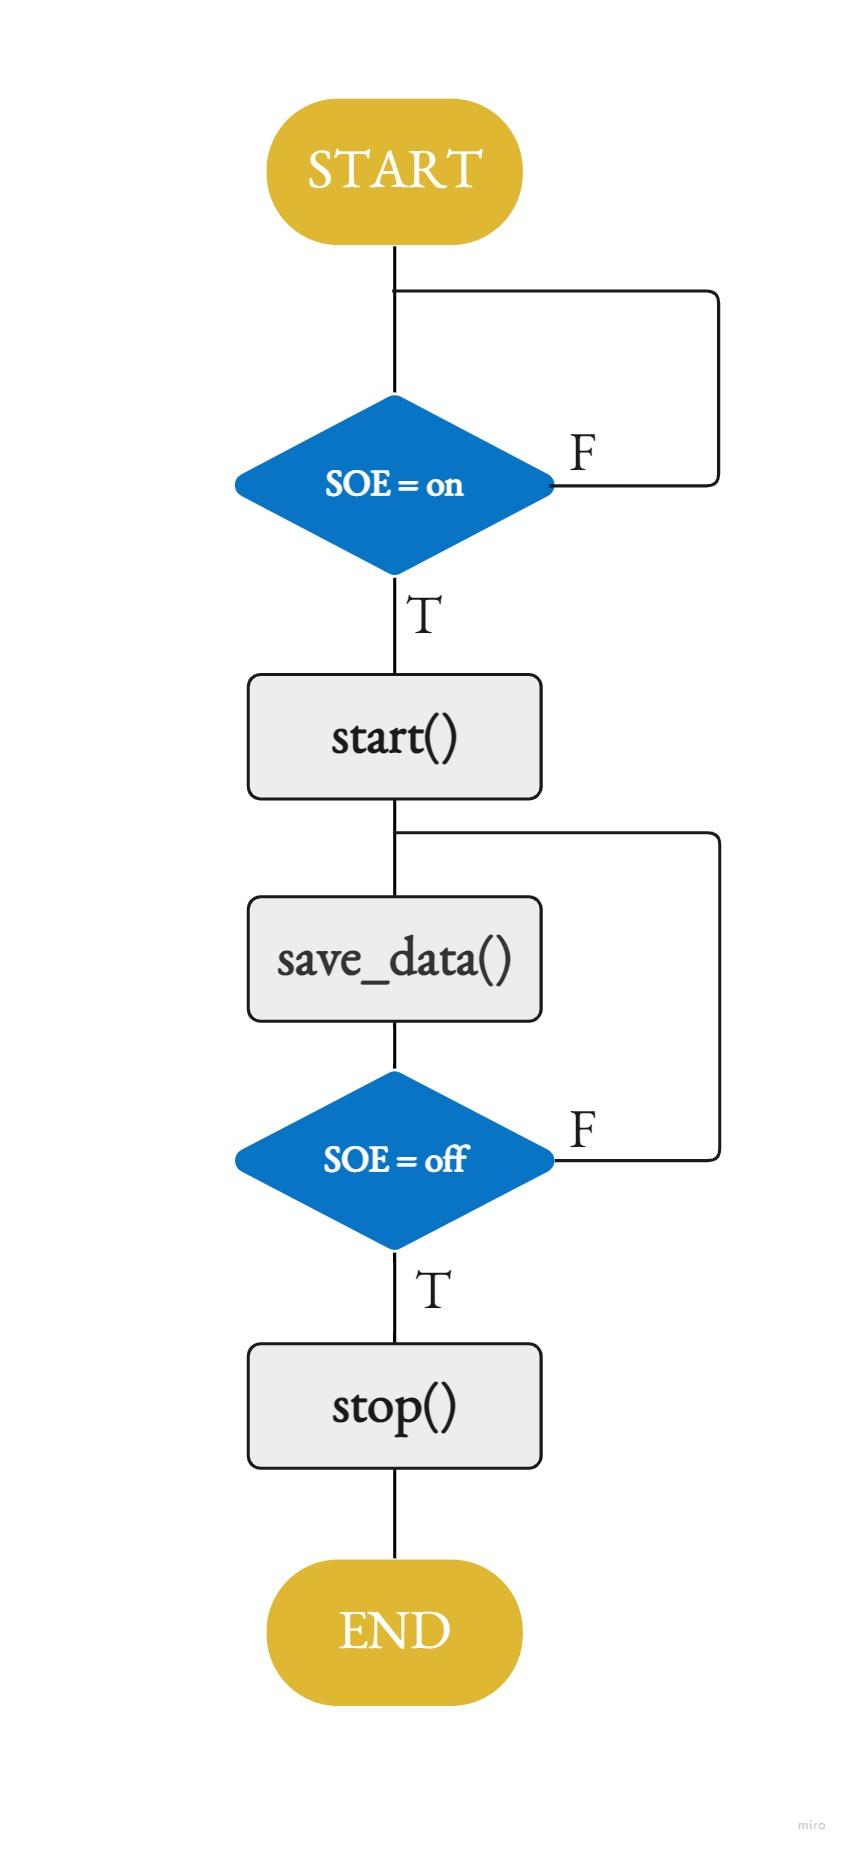 START
F
SOE = on
T
start()
save_data()
F
SOE = off
T
stop()
END
miro